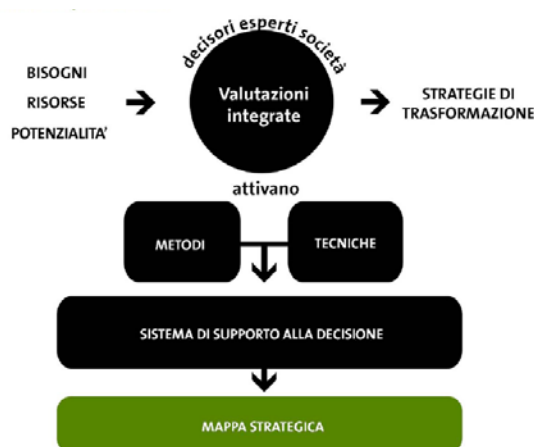 decisori esperti società
BISOGNI
RISORSE
POTENZIALITA'
Valutazioni
integrate
STRATEGIE DI
TRASFORMAZIONE
attivano
METODI
TECNICHE
SISTEMA DI SUPPORTO ALLA DECISIONE
MAPPA STRATEGICA